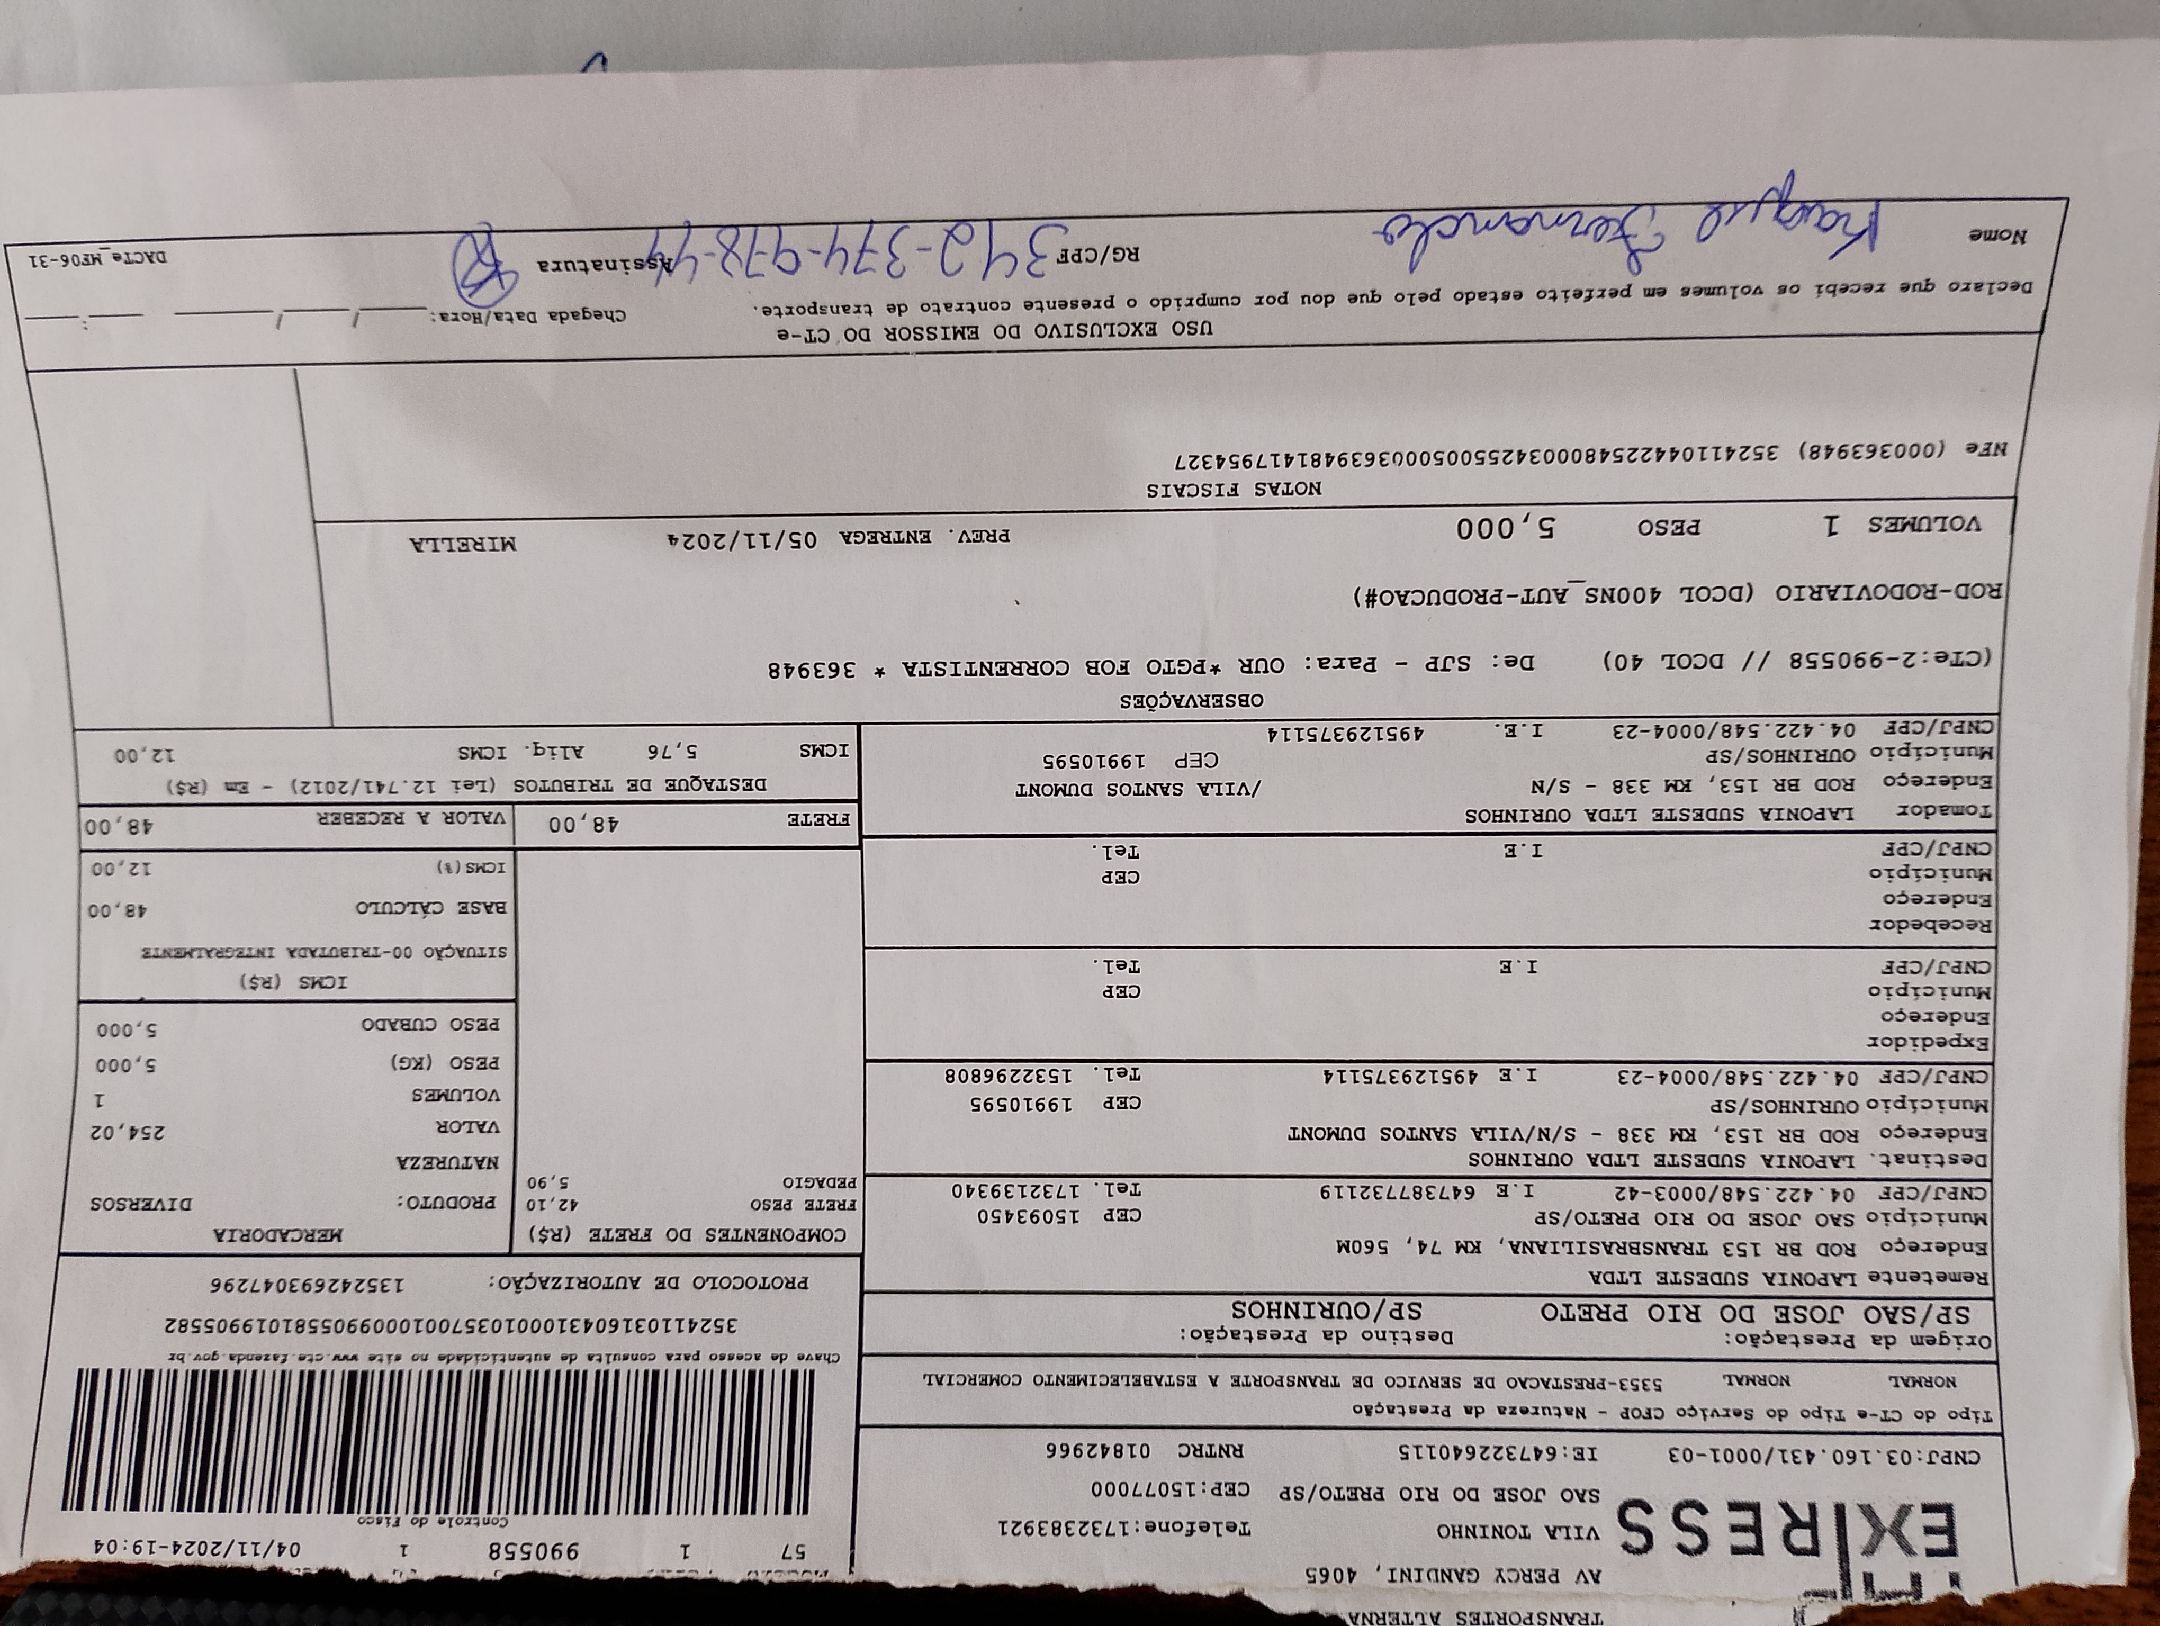 TRANSPORTES ALTERNA
AV PERCY GANDINI, 4065
EXPRESS
VILA TONINHO Telefone:1732383921
SAO JOSE DO RIO PRETO/SP CEP:15077000
CNPJ:03.160.431/0001-03 IE:647322640115 RNTRC 01842966
57 1 990558 1 04/11/2024-19:04
Controle do Fisco
Chave de acesso para consulta de autenticidade no site www.cte.fazenda.gov.br
35241103160431000103570010009905581019905582
PROTOCOLO DE AUTORIZAÇÃO: 135242693047296
Tipo do CT-e Tipo do Serviço CFOP - Natureza da Prestação
NORMAL NORMAL 5353-PRESTACAO DE SERVICO DE TRANSPORTE A ESTABELECIMENTO COMERCIAL
Origem da Prestação: Destino da Prestação:
SP/SAO JOSE DO RIO PRETO SP/OURINHOS
Remetente LAPONIA SUDESTE LTDA
Endereço ROD BR 153 TRANSBRASILIANA, KM 74, 560M
Município SAO JOSE DO RIO PRETO/SP CEP 15093450
CNPJ/CPF 04.422.548/0003-42 I.E 647387732119 Tel. 1732139340
Destinat. LAPONIA SUDESTE LTDA OURINHOS
Endereço ROD BR 153, KM 338 - S/N/VILA SANTOS DUMONT
Município OURINHOS/SP CEP 19910595
CNPJ/CPF 04.422.548/0004-23 I.E 495129375114 Tel. 1532296808
Expedidor
Endereço
Município CEP
CNPJ/CPF I.E Tel.
Recebedor
Endereço
Município CEP
CNPJ/CPF I.E Tel.
Tomador LAPONIA SUDESTE LTDA OURINHOS
Endereço ROD BR 153, KM 338 - S/N /VILA SANTOS DUMONT
Município OURINHOS/SP CEP 19910595
CNPJ/CPF 04.422.548/0004-23 I.E. 495129375114
COMPONENTES DO FRETE (R$)
FRETE PESO 42,10
PEDAGIO 5,90
MERCADORIA
PRODUTO: DIVERSOS
NATUREZA
VALOR 254,02
VOLUMES 1
PESO (KG) 5,000
PESO CUBADO 5,000
ICMS (R$)
SITUAÇÃO 00-TRIBUTADA INTEGRALMENTE
BASE CÁLCULO 48,00
ICMS(%) 12,00
FRETE 48,00 VALOR A RECEBER 48,00
DESTAQUE DE TRIBUTOS (Lei 12.741/2012) - Em (R$)
ICMS 5,76 Aliq. ICMS 12,00
OBSERVAÇÕES
(CTe:2-990558 // DCOL 40) De: SJP - Para: OUR *PGTO FOB CORRENTISTA * 363948
ROD-RODOVIARIO (DCOL 400NS_AUT-PRODUCAO#)
VOLUMES 1 PESO 5,000 PREV. ENTREGA 05/11/2024 MIRELLA
NOTAS FISCAIS
NFe (000363948) 35241104422548000342550050003639481417954327
USO EXCLUSIVO DO EMISSOR DO CT-e
Declaro que recebi os volumes em perfeito estado pelo que dou por cumprido o presente contrato de transporte.
Chegada Data/Hora: ____/____/____ ___:___
Nome Kaique Fernando RG/CPF 392-374-978-44 Assinatura
DACTe_MF06-31